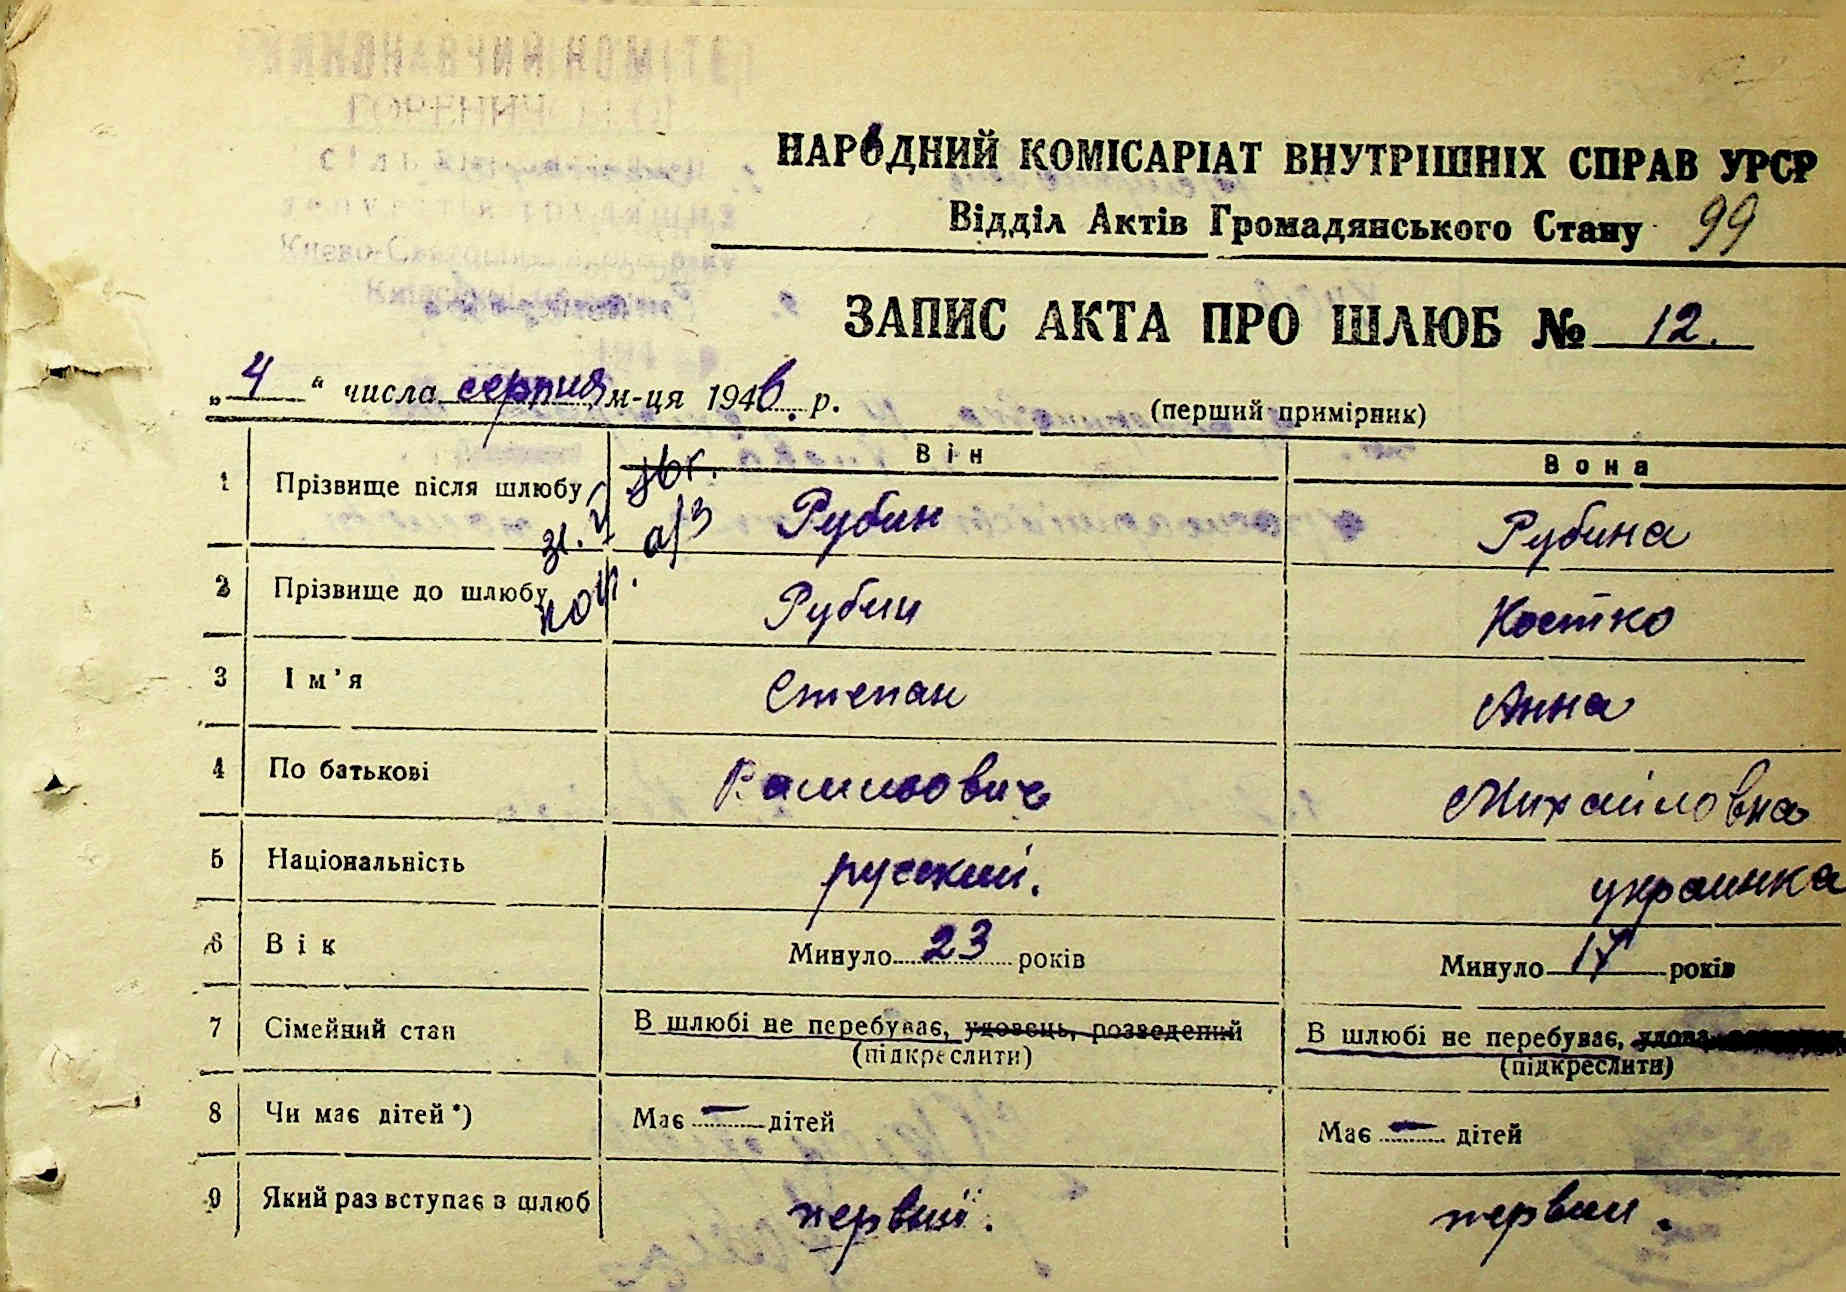 НАРОДНИЙ КОМІСАРІАТ ВНУТРІШНІХ СПРАВ УРСР
Відділ Актів Громадянського Стану 99
ЗАПИС АКТА ПРО ШЛЮБ № 12.
„4“ числа серпня м-ця 1946. р.
(перший примірник)
Він Вона
1 Прізвище після шлюбу Рубин Рубина
2 Прізвище до шлюбу Рубин Костко
3 Ім'я Степан Анна
4 По батькові Михайловна
5 Національність русский. украинка
6 Вік Минуло 23 років Минуло 17 років
7 Сімейний стан В шлюбі не перебуває, удовець, розведений В шлюбі не перебуває, удова,
(підкреслити) (підкреслити)
8 Чи має дітей*) Має — дітей Має — дітей
9 Який раз вступає в шлюб первый. первый.